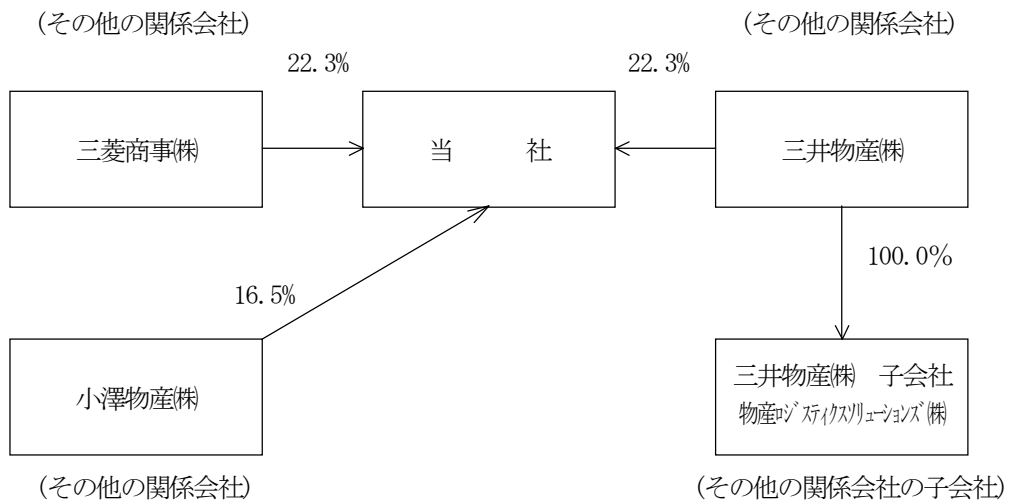 (その他の関係会社)
(その他の関係会社)
22.3%
22.3%
三菱商事㈱
当　　社
三井物産㈱
100.0%
16.5%
小澤物産㈱
三井物産㈱　子会社
物産ﾛｼﾞｽティクスソリューションズ㈱
(その他の関係会社)
(その他の関係会社の子会社)